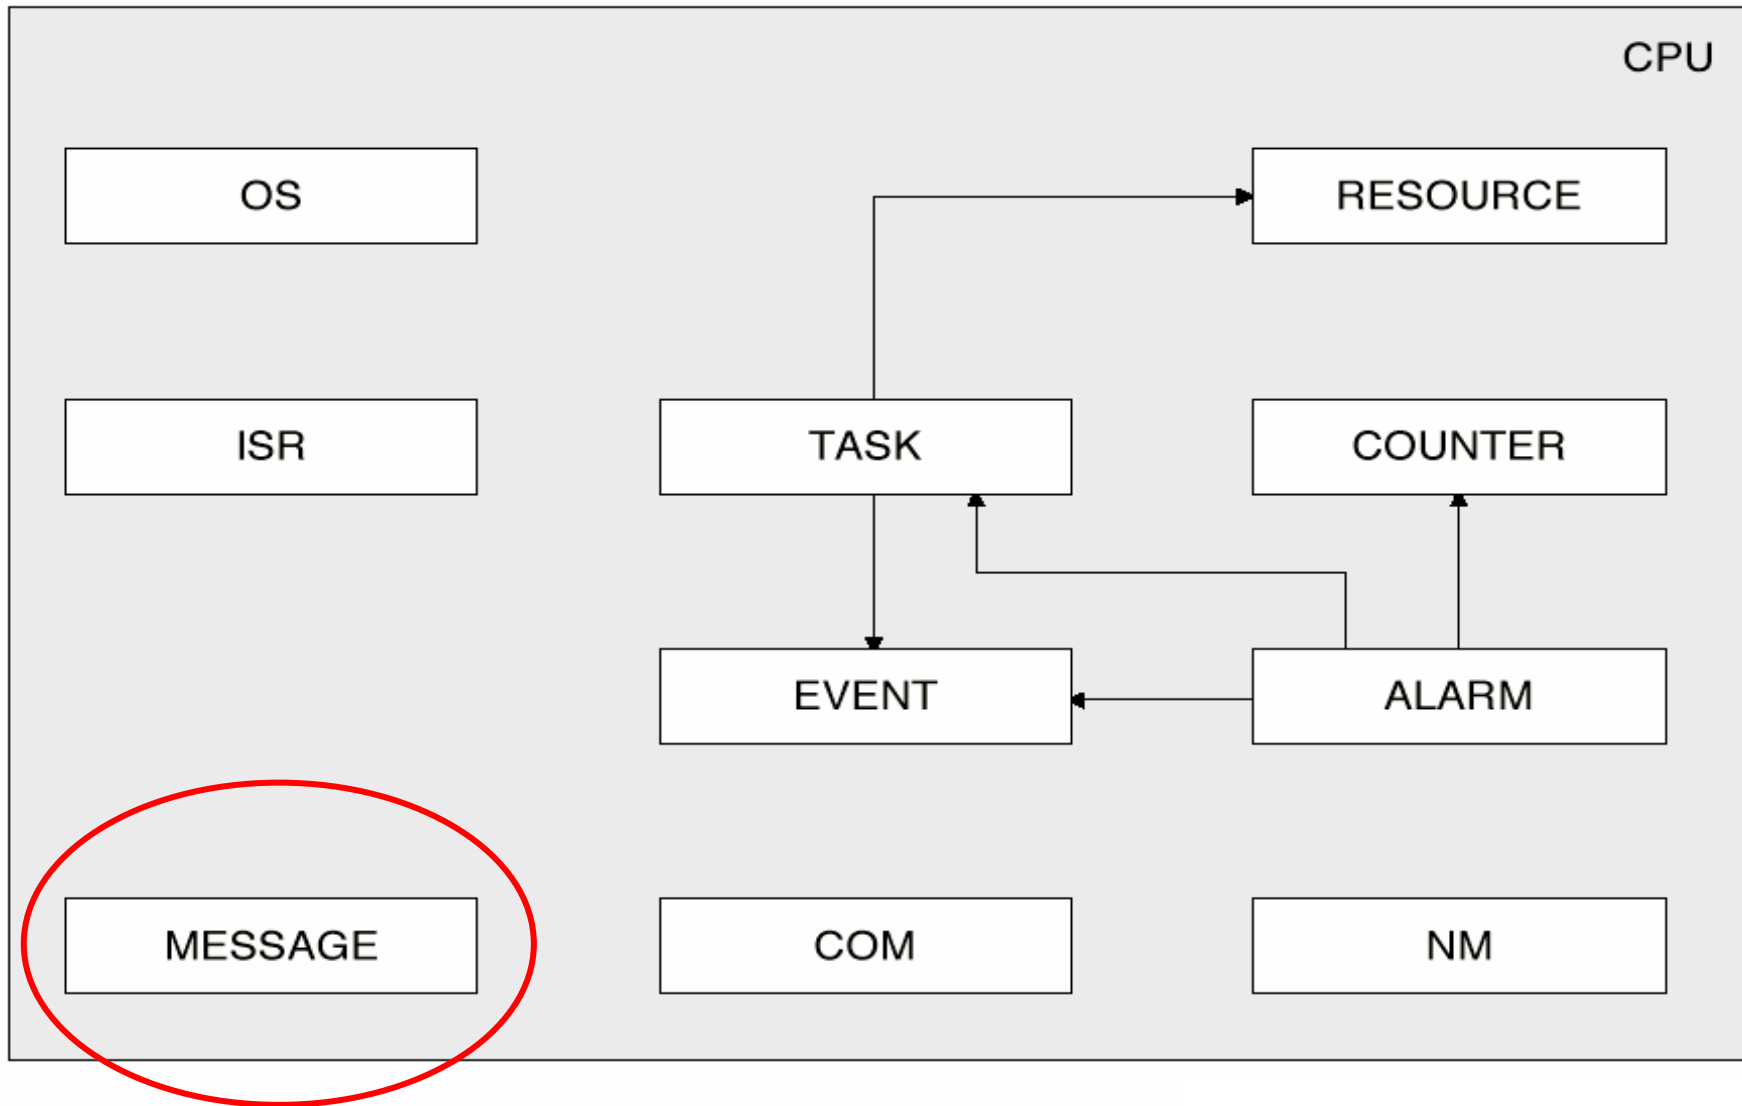 CPU
OS
RESOURCE
ISR
TASK
COUNTER
EVENT
ALARM
MESSAGE
COM
NM